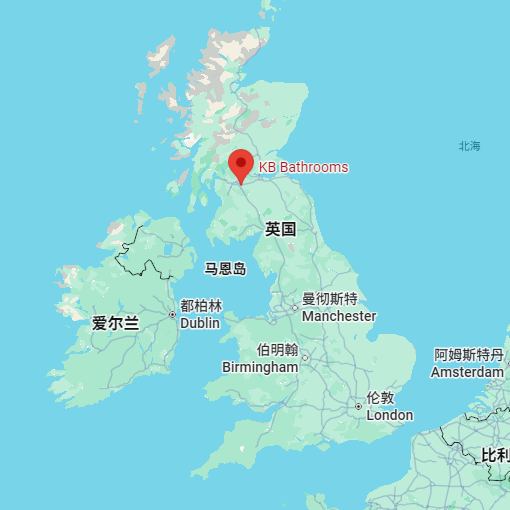 北海
KB Bathrooms
英国
马恩岛
曼彻斯特
Manchester
都柏林
Dublin
爱尔兰
伯明翰
Birmingham
阿姆斯特丹
Amsterdam
伦敦
London
比利